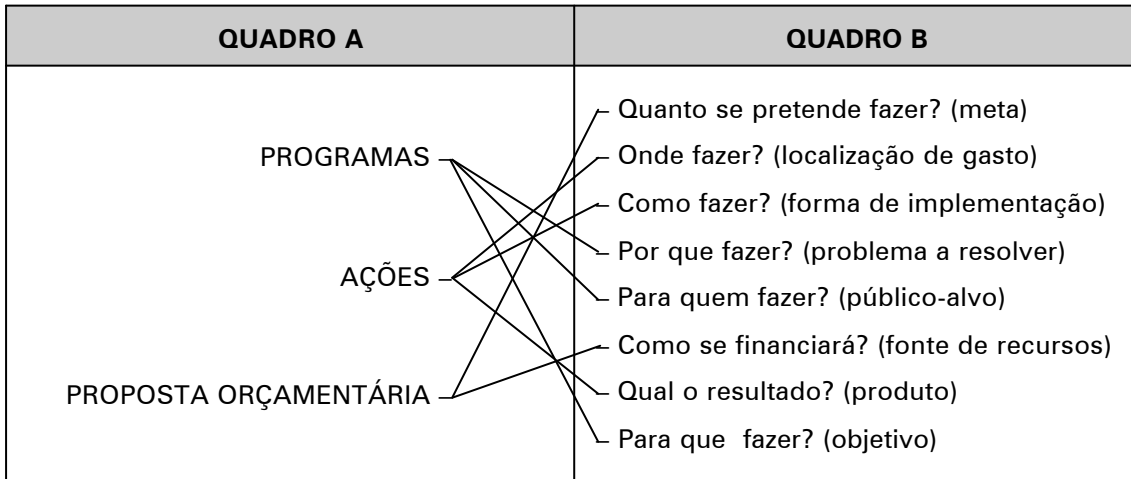 QUADRO A
QUADRO B
PROGRAMAS
AÇÕES
PROPOSTA ORÇAMENTÁRIA
Quanto se pretende fazer? (meta)
Onde fazer? (localização de gasto)
Como fazer? (forma de implementação)
Por que fazer? (problema a resolver)
Para quem fazer? (público-alvo)
Como se financiará? (fonte de recursos)
Qual o resultado? (produto)
Para que fazer? (objetivo)